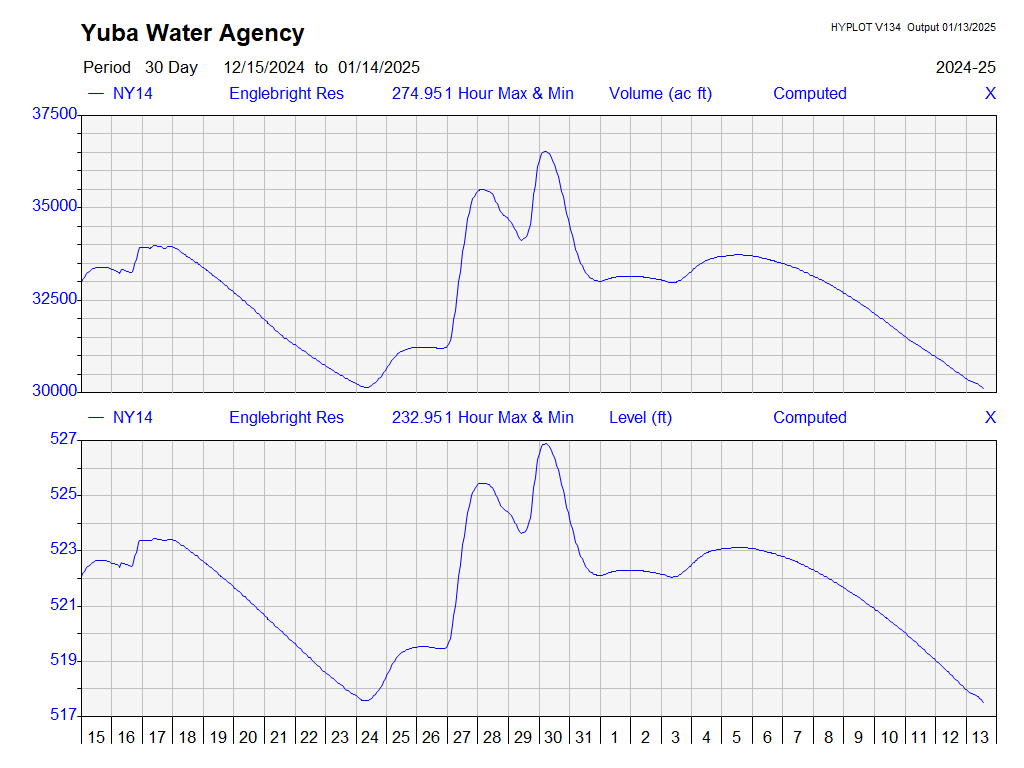 Yuba Water Agency
HYPLOT V134 Output 01/13/2025
Period 30 Day 12/15/2024 to 01/14/2025 2024-25
NY14 Englebright Res 274.951 Hour Max & Min Volume (ac ft) Computed X
37500
35000
32500
30000
NY14 Englebright Res 232.951 Hour Max & Min Level (ft) Computed X
527
525
523
521
519
517
15 16 17 18 19 20 21 22 23 24 25 26 27 28 29 30 31 1 2 3 4 5 6 7 8 9 10 11 12 13